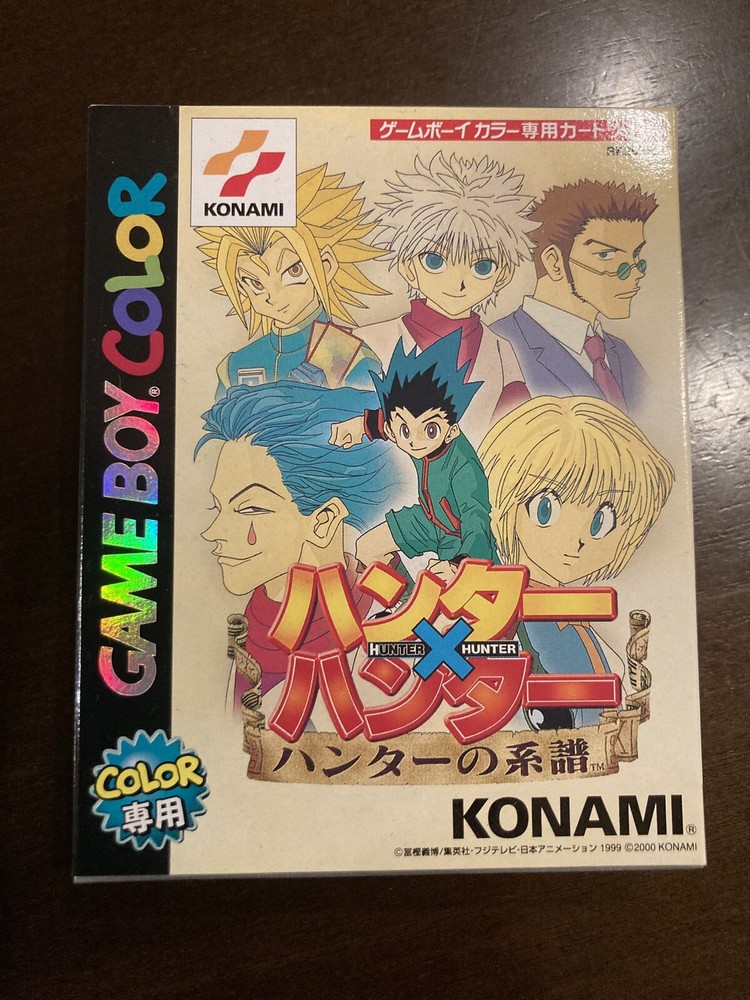 GAME BOY® COLOR
COLOR
専用
KONAMI
ゲームボーイカラー専用カートリ
ハンター
HUNTER × HUNTER
ハンター
ハンターの系譜™
KONAMI®
©冨樫義博/集英社・フジテレビ・日本アニメーション 1999 ©2000 KONAMI